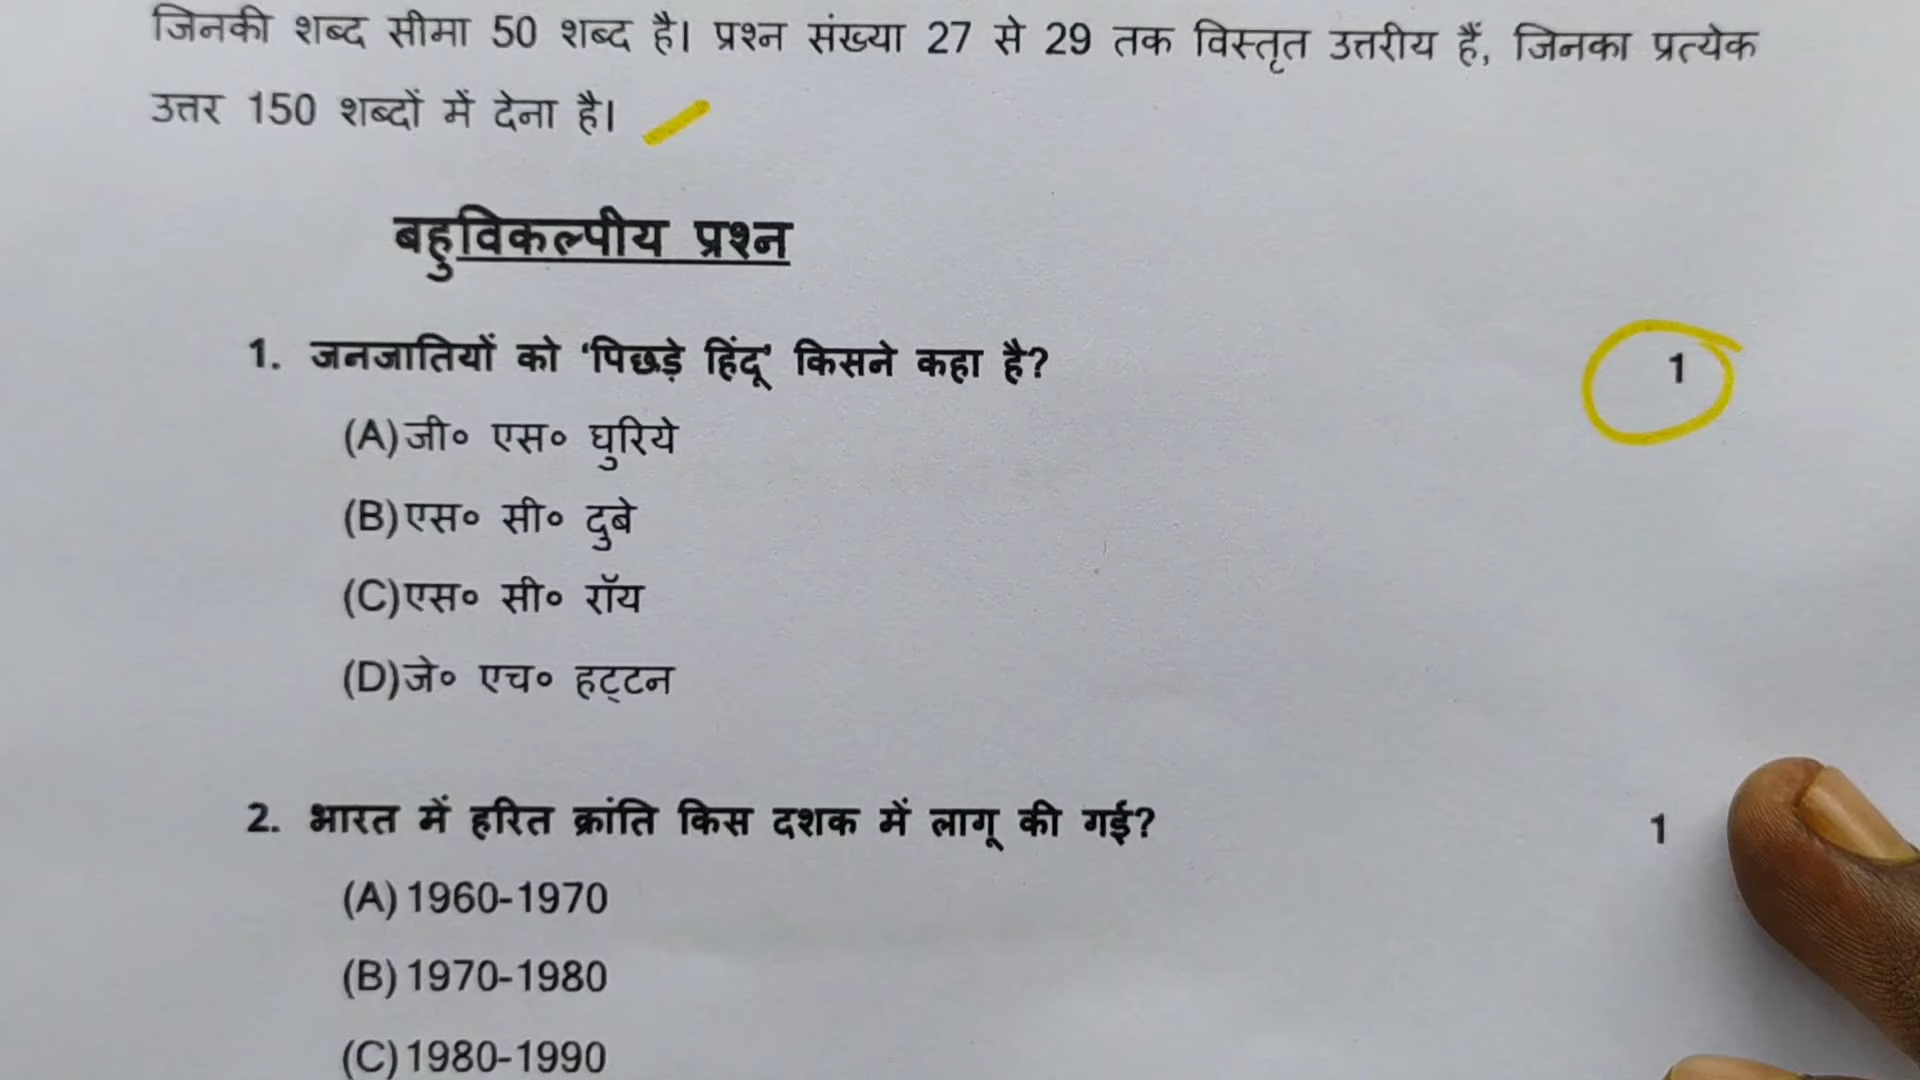 जिनकी शब्द सीमा 50 शब्द है। प्रश्न संख्या 27 से 29 तक विस्तृत उत्तरीय हैं, जिनका प्रत्येक
उत्तर 150 शब्दों में देना है।
बहुविकल्पीय प्रश्न
1. जनजातियों को ‘पिछड़े हिंदू’ किसने कहा है? 1
(A) जी० एस० घुरिये
(B) एस० सी० दुबे
(C) एस० सी० रॉय
(D) जे० एच० हट्टन
2. भारत में हरित क्रांति किस दशक में लागू की गई? 1
(A) 1960-1970
(B) 1970-1980
(C) 1980-1990